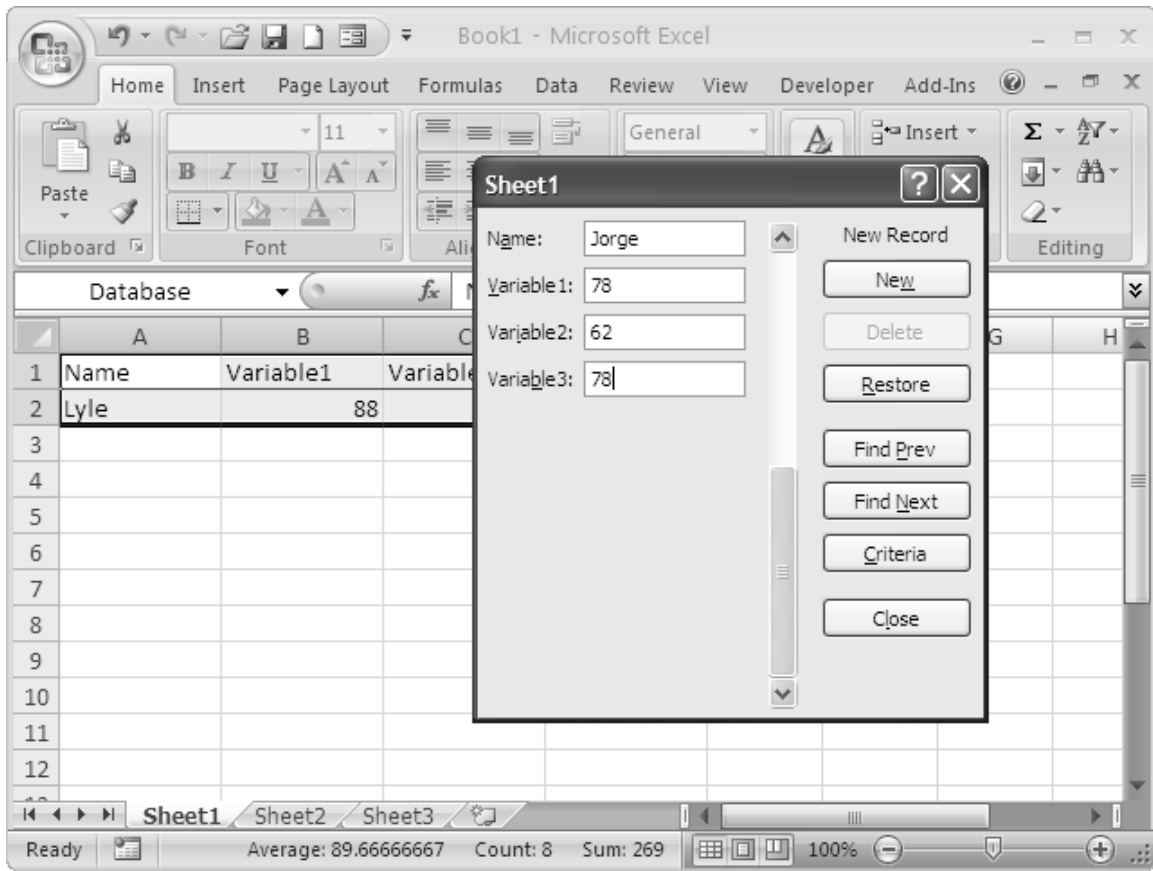 Book1 - Microsoft Excel
Home Insert Page Layout Formulas Data Review View Developer Add-Ins
Paste
11
B I U A A
A
General
A
Insert
Σ
A Z
Clipboard
Font
Ali
Editing
Database
fx
A B C G H
1 Name Variable1 Variable
2 Lyle 88
3
4
5
6
7
8
9
10
11
12
Sheet1
? X
Name: Jorge
Variable1: 78
Variable2: 62
Variable3: 78
New Record
New
Delete
Restore
Find Prev
Find Next
Criteria
Close
Sheet1 Sheet2 Sheet3
Ready Average: 89.66666667 Count: 8 Sum: 269 100%